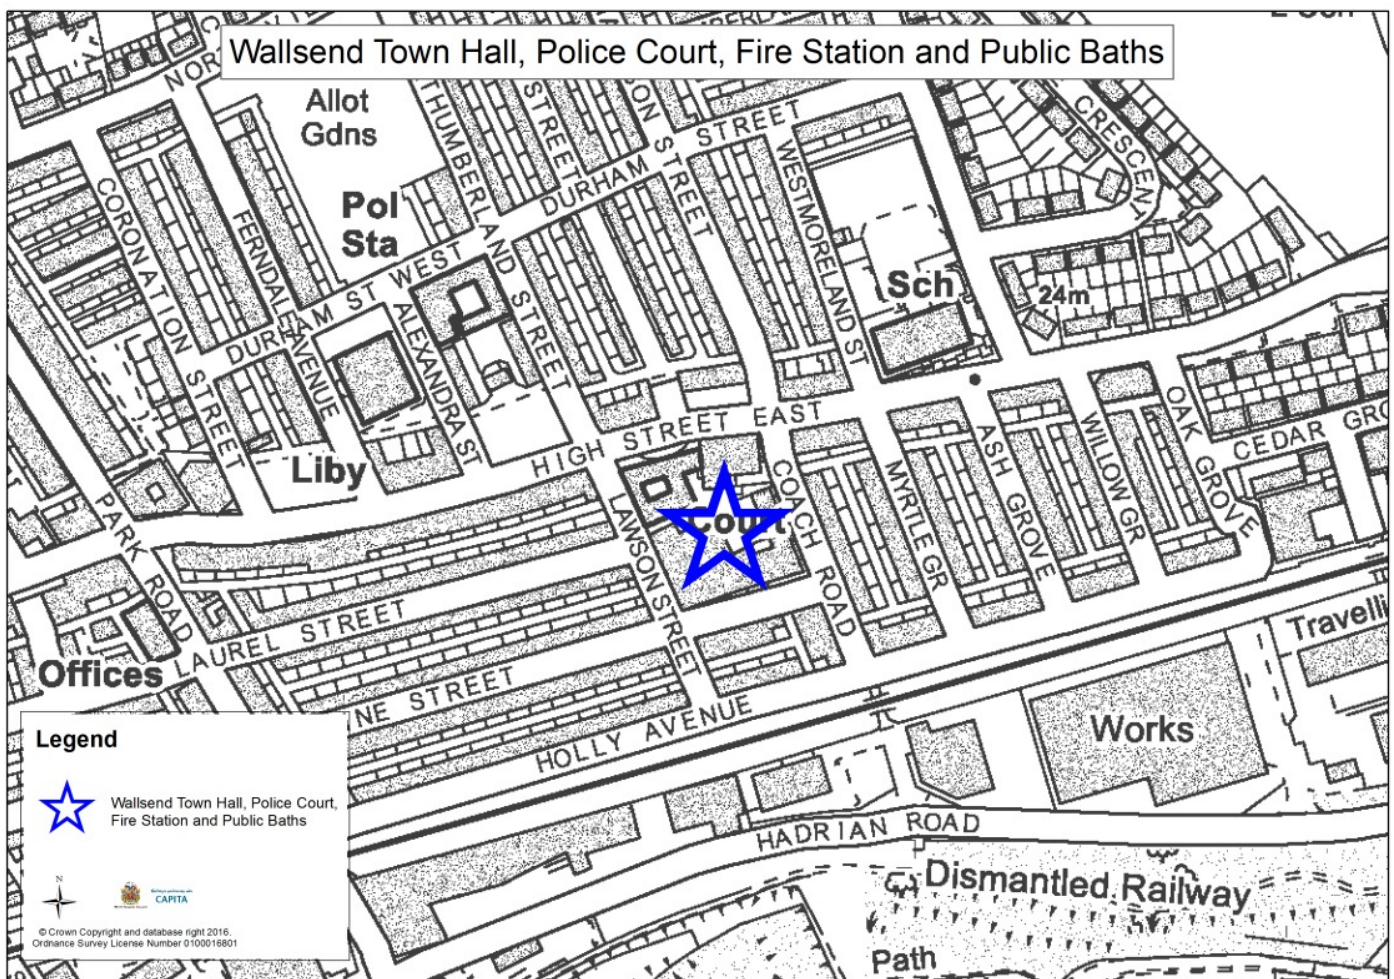 Wallsend Town Hall, Police Court, Fire Station and Public Baths
Allot
Gdns
CRESCENT
STREET
DURHAM STREET
STREET
WESTMORELAND ST
CORONATION STREET
FERNDALE AVENUE
Pol
Sta
DURHAM ST WEST
ALEXANDRA ST
STREET
Sch
24m
HIGH STREET EAST
OAK GROVE
WILLOW GR
ASH GROVE
MYRTLE GR
CEDAR GRO
Liby
Court
COACH ROAD
LAWSON STREET
PARK ROAD
LAUREL STREET
Offices
NE STREET
HOLLY AVENUE
Travelli
Works
HADRIAN ROAD
Dismantled Railway
Path
Legend
Wallsend Town Hall, Police Court,
Fire Station and Public Baths
N
CAPITA
© Crown Copyright and database right 2016.
Ordnance Survey License Number 0100016801